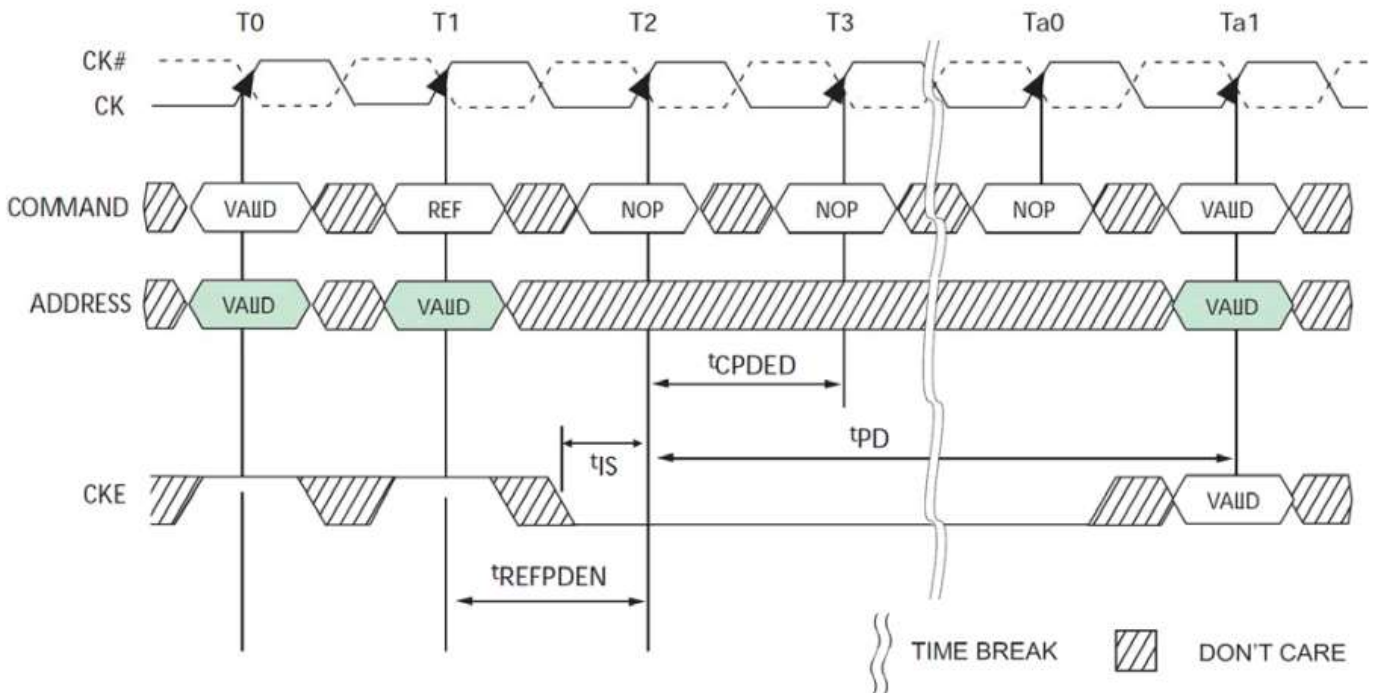 T0 T1 T2 T3 Ta0 Ta1
CK#
CK
COMMAND VALID REF NOP NOP NOP VALID
ADDRESS VALID VALID VALID
tCPDED
tPD
tIS
CKE VALID
tREFPDEN
TIME BREAK DON'T CARE